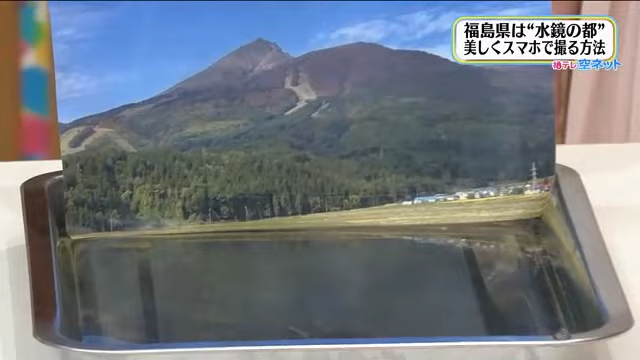 福島県は“水鏡の都”
美しくスマホで撮る方法
福テレ空ネット